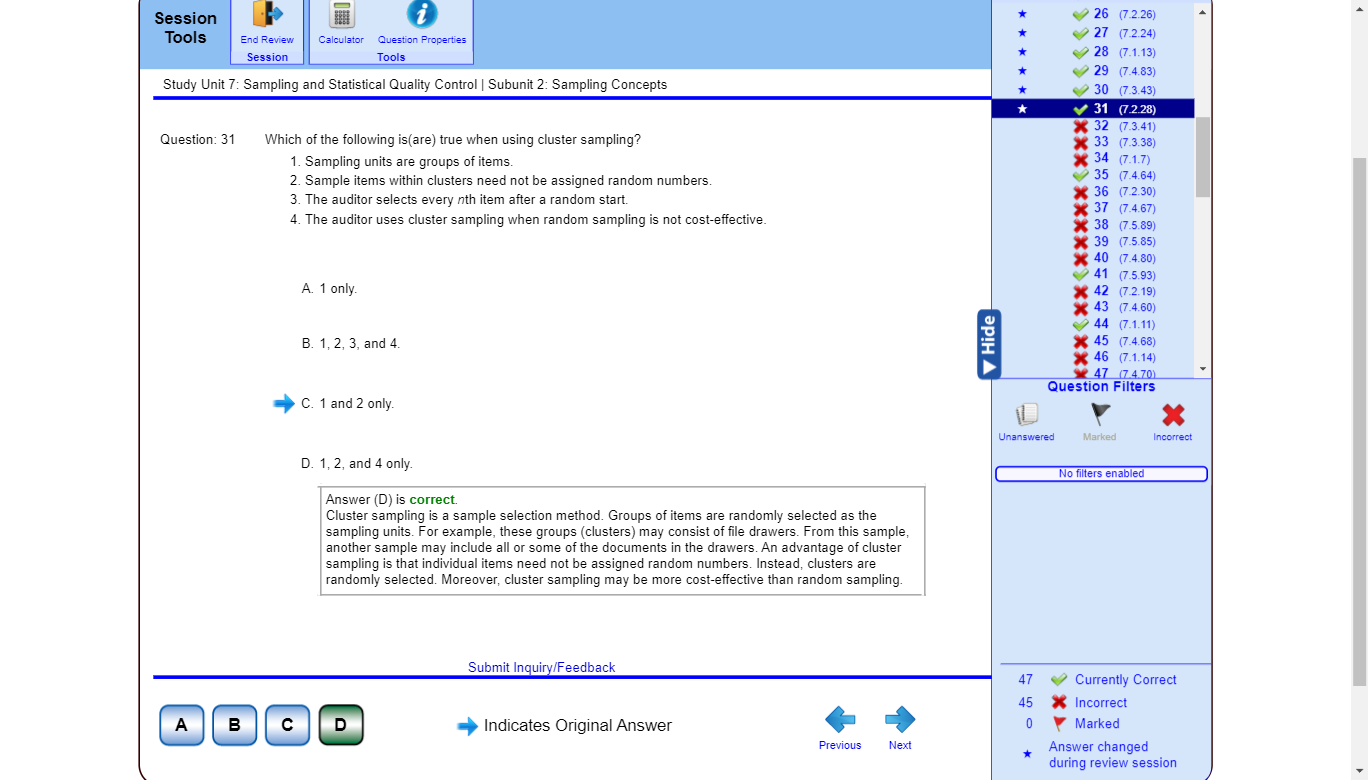 Session
Tools
End Review
Session
Calculator
Question Properties
Tools
Study Unit 7: Sampling and Statistical Quality Control | Subunit 2: Sampling Concepts
Question: 31
Which of the following is(are) true when using cluster sampling?
1. Sampling units are groups of items.
2. Sample items within clusters need not be assigned random numbers.
3. The auditor selects every nth item after a random start.
4. The auditor uses cluster sampling when random sampling is not cost-effective.
A. 1 only.
B. 1, 2, 3, and 4.
C. 1 and 2 only.
D. 1, 2, and 4 only.
Answer (D) is correct.
Cluster sampling is a sample selection method. Groups of items are randomly selected as the
sampling units. For example, these groups (clusters) may consist of file drawers. From this sample,
another sample may include all or some of the documents in the drawers. An advantage of cluster
sampling is that individual items need not be assigned random numbers. Instead, clusters are
randomly selected. Moreover, cluster sampling may be more cost-effective than random sampling.
Submit Inquiry/Feedback
A
B
C
D
Indicates Original Answer
Previous
Next
26 (7.2.26)
27 (7.2.24)
28 (7.1.13)
29 (7.4.83)
30 (7.3.43)
31 (7.2.28)
32 (7.3.41)
33 (7.3.38)
34 (7.1.7)
35 (7.4.64)
36 (7.2.30)
37 (7.4.67)
38 (7.5.89)
39 (7.5.85)
40 (7.4.80)
41 (7.5.93)
42 (7.2.19)
43 (7.4.60)
44 (7.1.11)
45 (7.4.68)
46 (7.1.14)
47 (7.4.70)
Hide
Question Filters
Unanswered
Marked
Incorrect
No filters enabled
47 Currently Correct
45 Incorrect
0 Marked
Answer changed
during review session